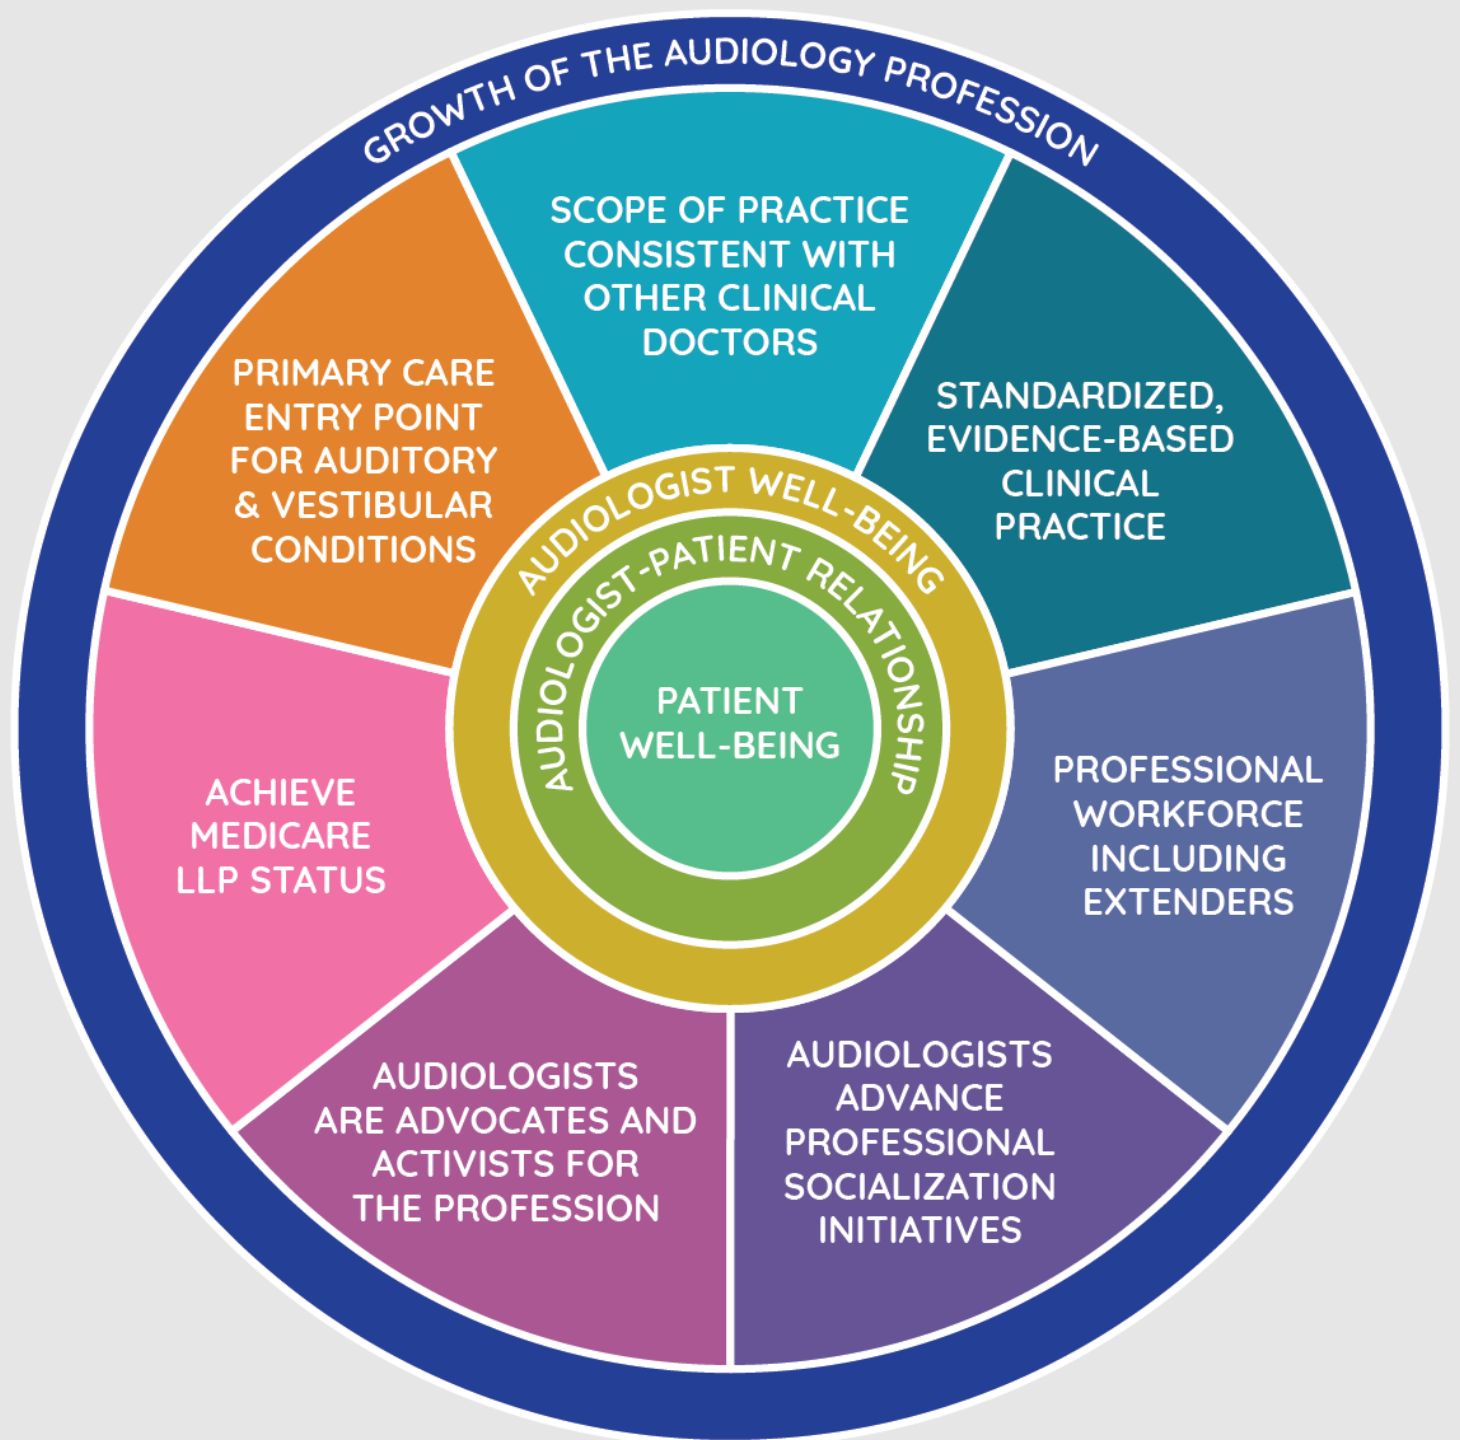 GROWTH OF THE AUDIOLOGY PROFESSION
SCOPE OF PRACTICE
CONSISTENT WITH
OTHER CLINICAL
DOCTORS
STANDARDIZED,
EVIDENCE-BASED
CLINICAL
PRACTICE
PROFESSIONAL
WORKFORCE
INCLUDING
EXTENDERS
AUDIOLOGISTS
ADVANCE
PROFESSIONAL
SOCIALIZATION
INITIATIVES
AUDIOLOGISTS
ARE ADVOCATES AND
ACTIVISTS FOR
THE PROFESSION
ACHIEVE
MEDICARE
LLP STATUS
PRIMARY CARE
ENTRY POINT
FOR AUDITORY
& VESTIBULAR
CONDITIONS
AUDIOLOGIST WELL-BEING
AUDIOLOGIST-PATIENT RELATIONSHIP
PATIENT
WELL-BEING